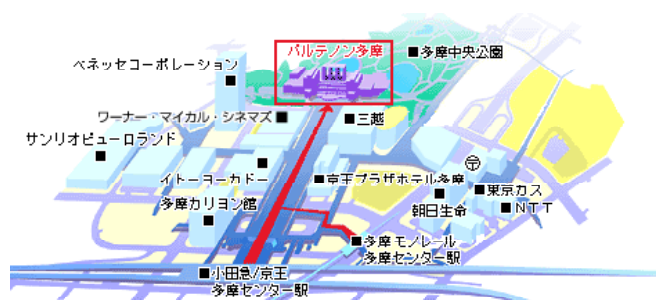 パルテノン多摩
多摩中央公園
ベネッセコーポレーション
ワーナー・マイカル・シネマズ
三越
サンリオピューロランド
イトーヨーカドー
京王プラザホテル多摩
東京ガス
多摩カリヨン館
朝日生命
NTT
多摩モノレール
多摩センター駅
小田急/京王
多摩センター駅